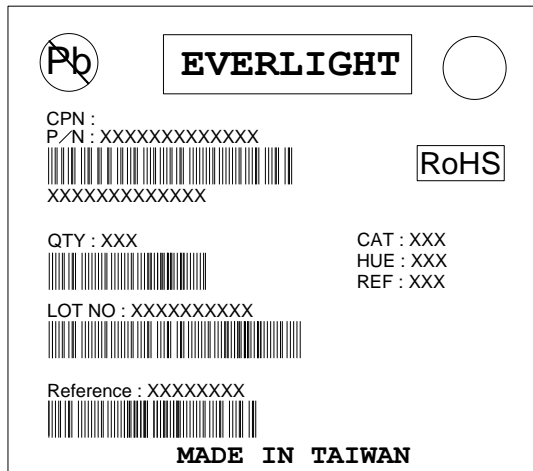 Pb
EVERLIGHT
CPN :
P/N : XXXXXXXXXXXXX
XXXXXXXXXXXXX
RoHS
QTY : XXX
CAT : XXX
HUE : XXX
REF : XXX
LOT NO : XXXXXXXXXX
Reference : XXXXXXXX
MADE IN TAIWAN